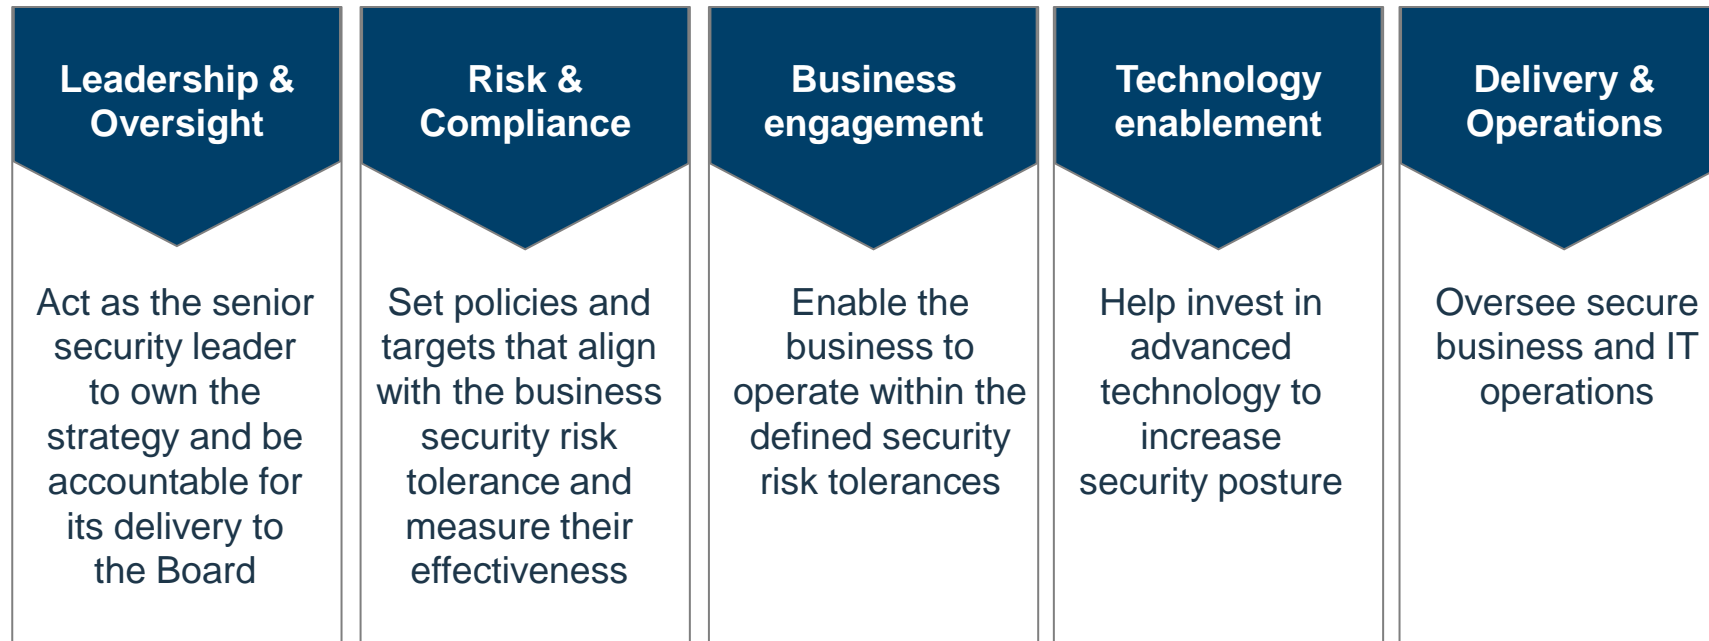 Leadership &
Oversight
Act as the senior
security leader
to own the
strategy and be
accountable for
its delivery to
the Board
Risk &
Compliance
Set policies and
targets that align
with the business
security risk
tolerance and
measure their
effectiveness
Business
engagement
Enable the
business to
operate within the
defined security
risk tolerances
Technology
enablement
Help invest in
advanced
technology to
increase
security posture
Delivery &
Operations
Oversee secure
business and IT
operations